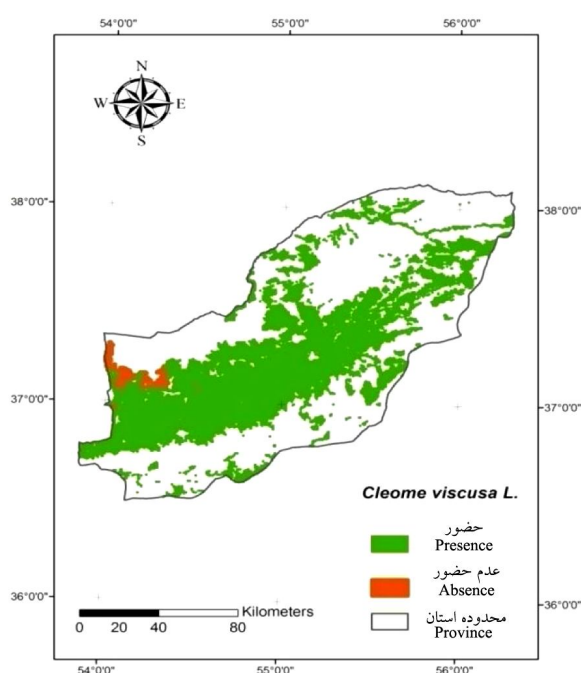 54°0'0" 55°0'0" 56°0'0"
N
W E
S
38°0'0" 38°0'0"
37°0'0" 37°0'0"
Cleome viscusa L.
حضور
Presence
عدم حضور
Absence
محدوده استان
Province
36°0'0" 36°0'0"
Kilometers
0 20 40 80
54°0'0" 55°0'0" 56°0'0"